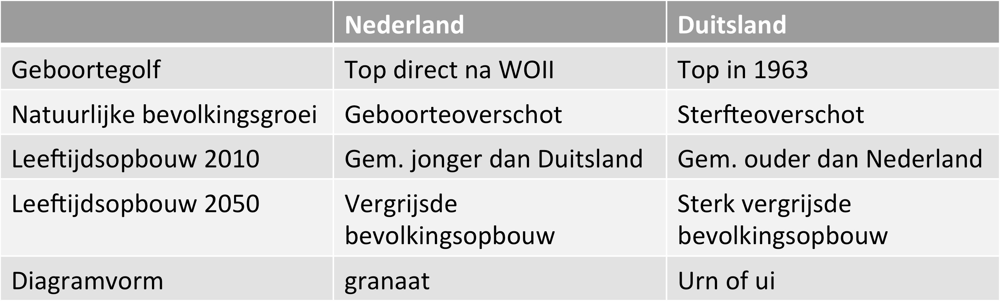 Nederland Duitsland
Geboortegolf Top direct na WOII Top in 1963
Natuurlijke bevolkingsgroei Geboorteoverschot Sterfteoverschot
Leeftijdsopbouw 2010 Gem. jonger dan Duitsland Gem. ouder dan Nederland
Leeftijdsopbouw 2050 Vergrijsde Sterk vergrijsde
bevolkingsopbouw bevolkingsopbouw
Diagramvorm granaat Urn of ui